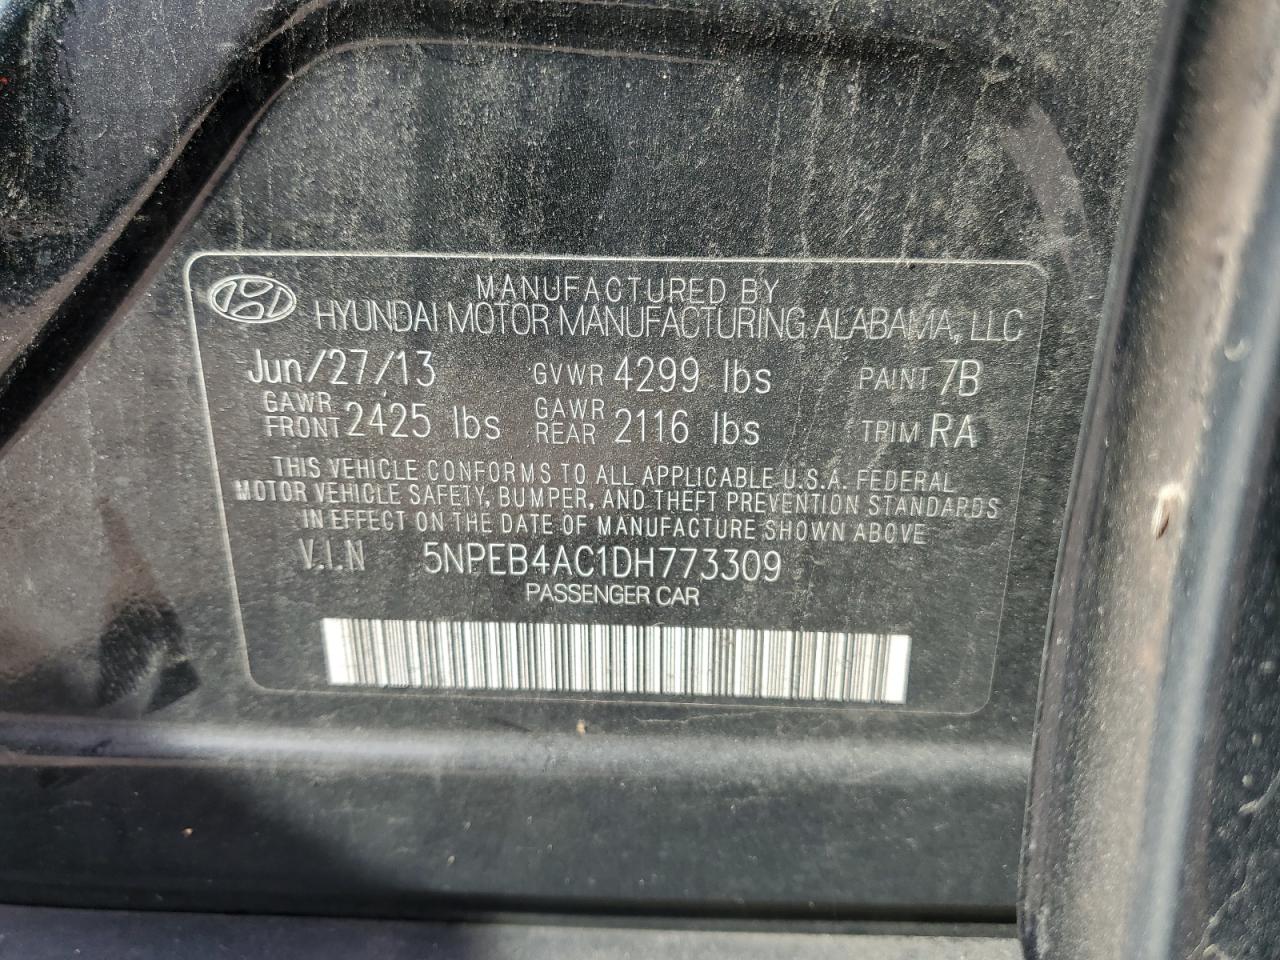 MANUFACTURED BY
HYUNDAI MOTOR MANUFACTURING ALABAMA, LLC
Jun/27/13 GVWR 4299 lbs PAINT 7B
GAWR FRONT 2425 lbs GAWR REAR 2116 lbs TRIM RA
THIS VEHICLE CONFORMS TO ALL APPLICABLE U.S.A. FEDERAL
MOTOR VEHICLE SAFETY, BUMPER, AND THEFT PREVENTION STANDARDS
IN EFFECT ON THE DATE OF MANUFACTURE SHOWN ABOVE
V.I.N 5NPEB4AC1DH773309
PASSENGER CAR